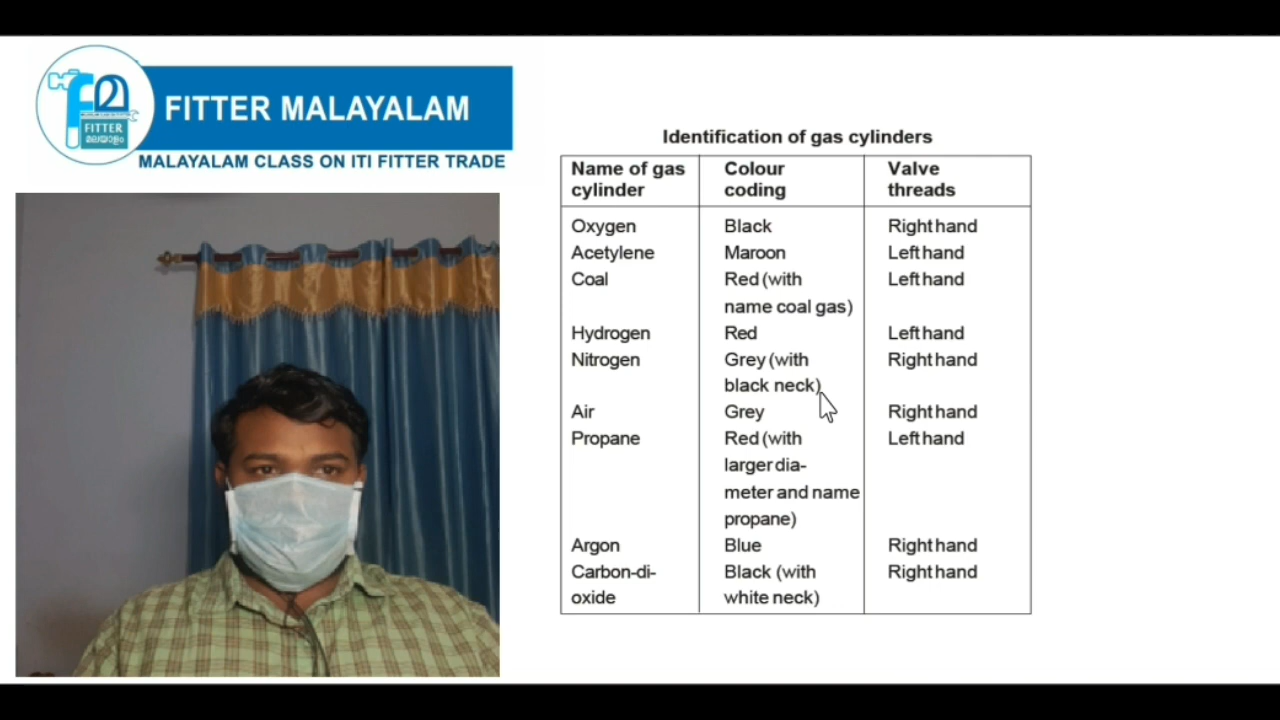 FITTER
മലയാളം
FITTER MALAYALAM
MALAYALAM CLASS ON ITI FITTER TRADE
Identification of gas cylinders
Name of gas cylinder Colour coding Valve threads
Oxygen Black Right hand
Acetylene Maroon Left hand
Coal Red (with Left hand
name coal gas)
Hydrogen Red Left hand
Nitrogen Grey (with Right hand
black neck)
Air Grey Right hand
Propane Red (with Left hand
larger dia-
meter and name
propane)
Argon Blue Right hand
Carbon-di- Black (with Right hand
oxide white neck)